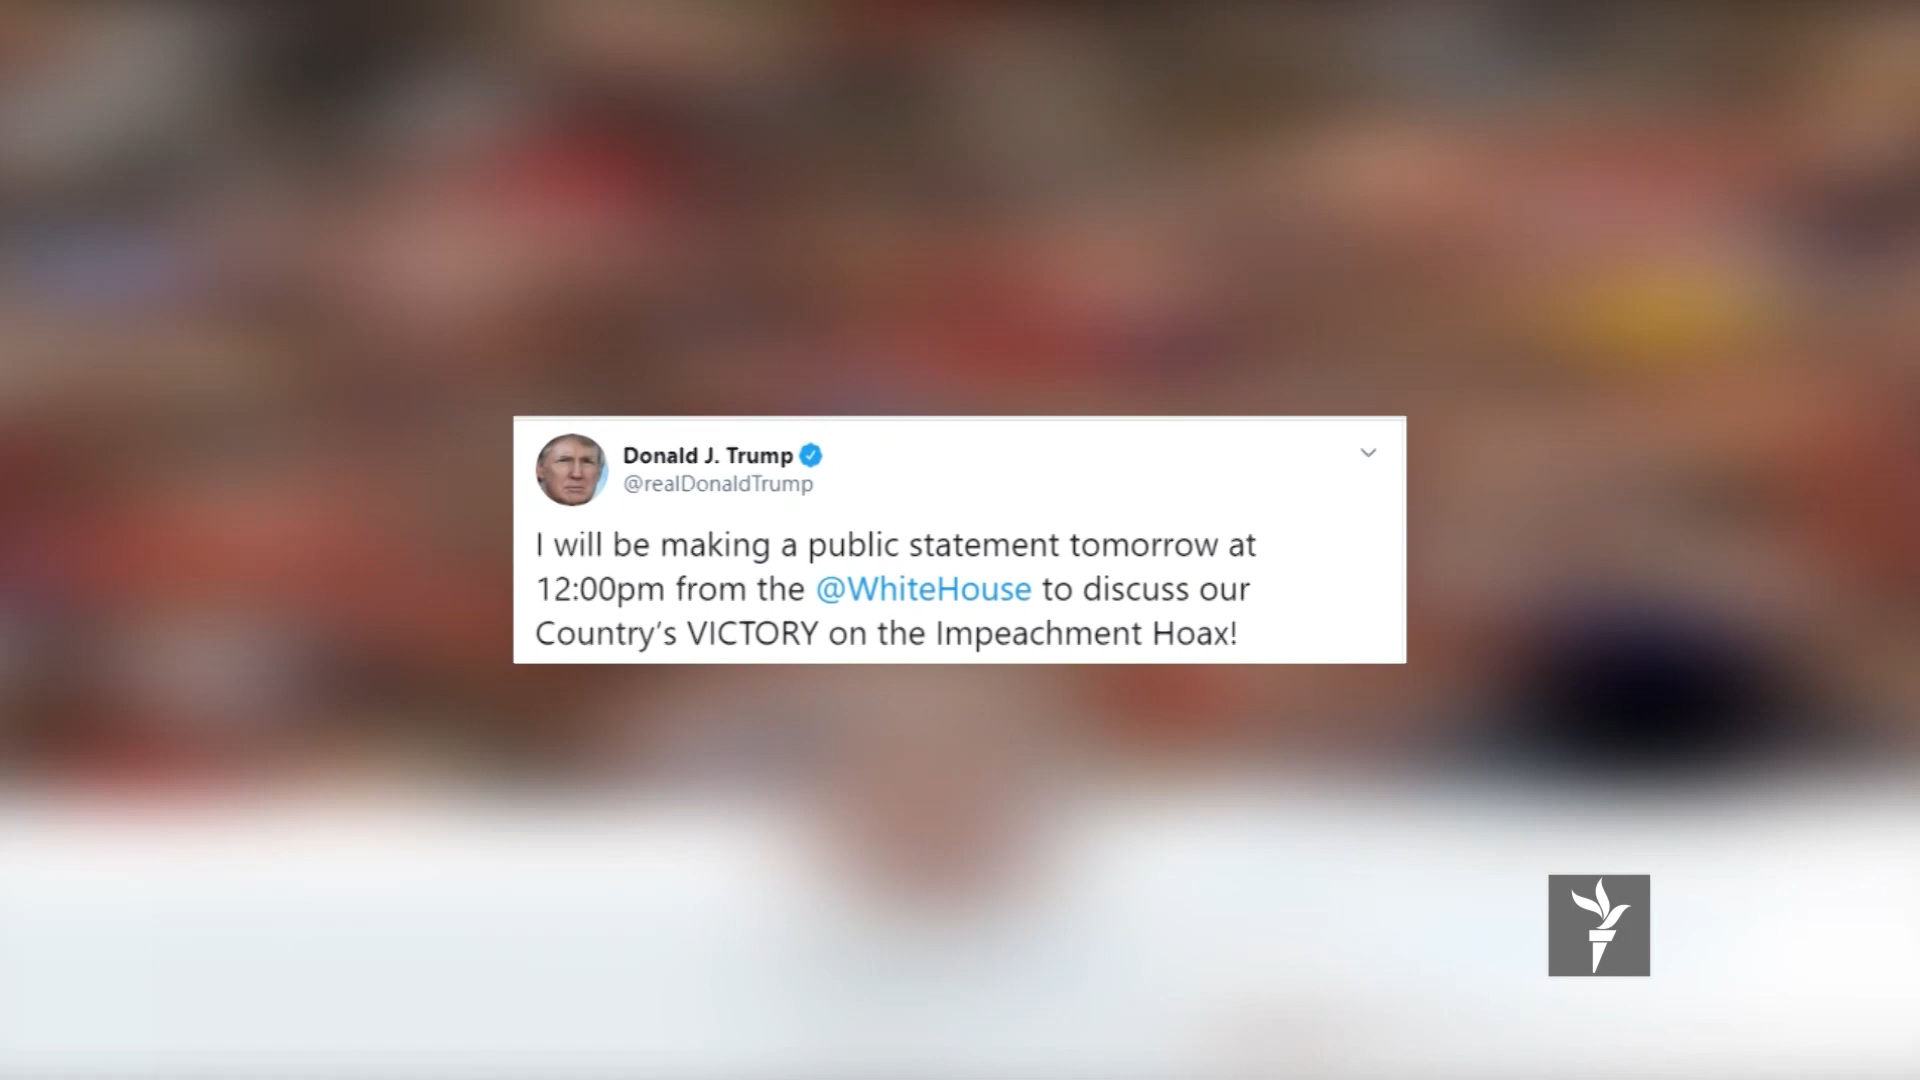 Donald J. Trump
@realDonaldTrump
I will be making a public statement tomorrow at
12:00pm from the @WhiteHouse to discuss our
Country’s VICTORY on the Impeachment Hoax!